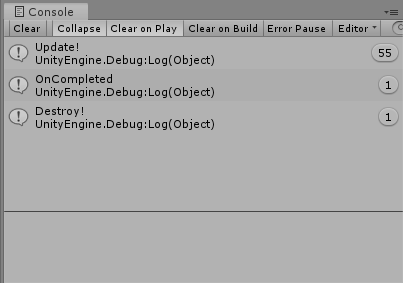 Console
Clear Collapse Clear on Play Clear on Build Error Pause Editor
Update! 55
UnityEngine.Debug:Log(Object)
OnCompleted 1
UnityEngine.Debug:Log(Object)
Destroy! 1
UnityEngine.Debug:Log(Object)